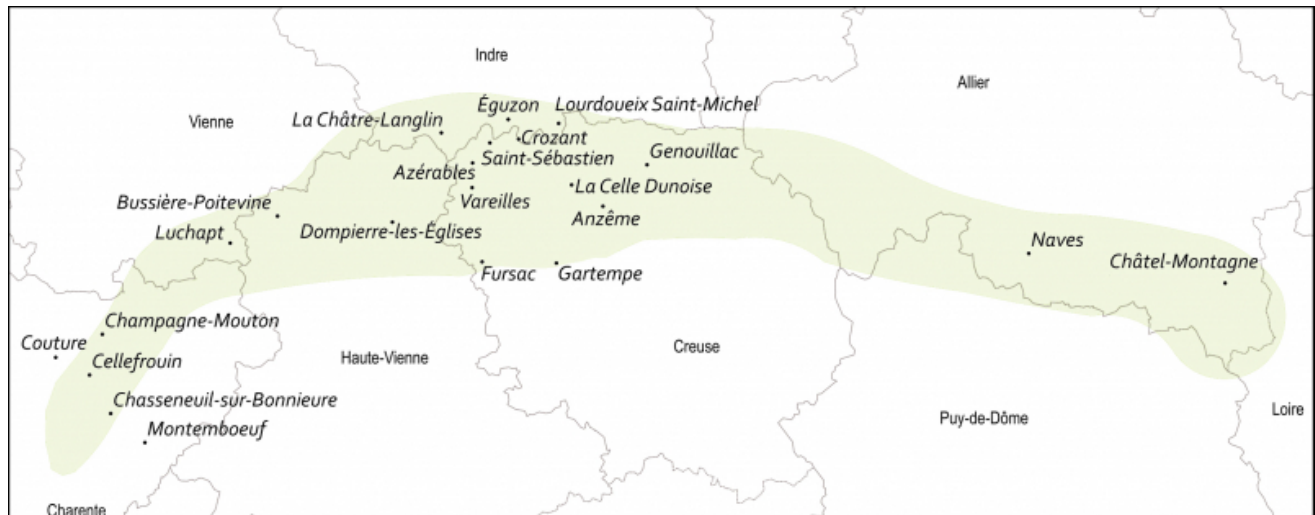 Indre
Allier
Vienne
Éguzon
Lourdoueix Saint-Michel
La Châtre-Langlin
Crozant
Saint-Sébastien
Genouillac
Azérables
La Celle Dunoise
Vareilles
Bussière-Poitevine
Anzême
Luchapt
Dompierre-les-Églises
Naves
Châtel-Montagne
Fursac
Gartempe
Champagne-Mouton
Couture
Cellefrouin
Haute-Vienne
Creuse
Chasseneuil-sur-Bonnieure
Montemboeuf
Puy-de-Dôme
Loire
Charente